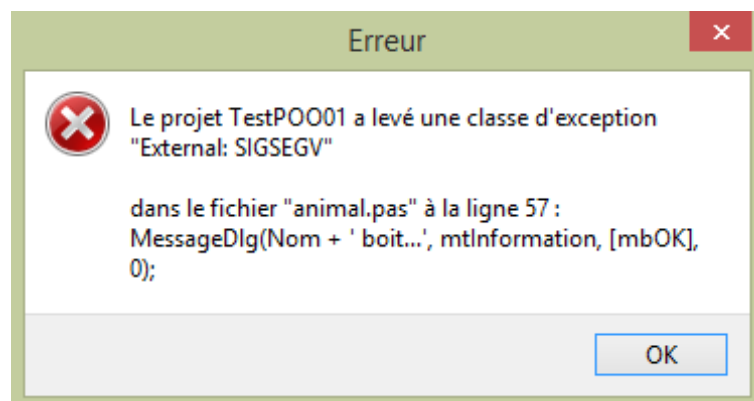 Erreur
Le projet TestPOO01 a levé une classe d'exception
"External: SIGSEGV"
dans le fichier "animal.pas" à la ligne 57 :
MessageDlg(Nom + ' boit...', mtInformation, [mbOK],
0);
OK